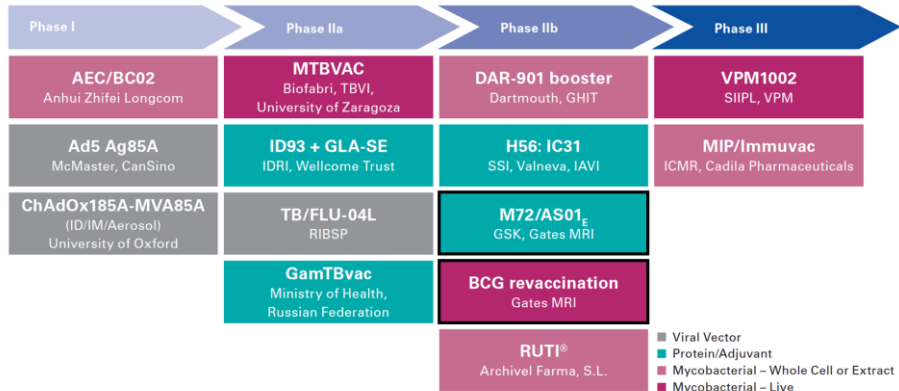 Phase I
Phase IIa
Phase IIb
Phase III
AEC/BC02
Anhui Zhifei Longcom
MTBVAC
Biofabri, TBVI,
University of Zaragoza
DAR-901 booster
Dartmouth, GHIT
VPM1002
SIIPL, VPM
Ad5 Ag85A
McMaster, CanSino
ID93 + GLA-SE
IDRI, Wellcome Trust
H56: IC31
SSI, Valneva, IAVI
MIP/Immuvac
ICMR, Cadila Pharmaceuticals
ChAdOx185A-MVA85A
(ID/IM/Aerosol)
University of Oxford
TB/FLU-04L
RIBSP
M72/AS01E
GSK, Gates MRI
GamTBvac
Ministry of Health,
Russian Federation
BCG revaccination
Gates MRI
RUTI®
Archivel Farma, S.L.
Viral Vector
Protein/Adjuvant
Mycobacterial – Whole Cell or Extract
Mycobacterial – Live